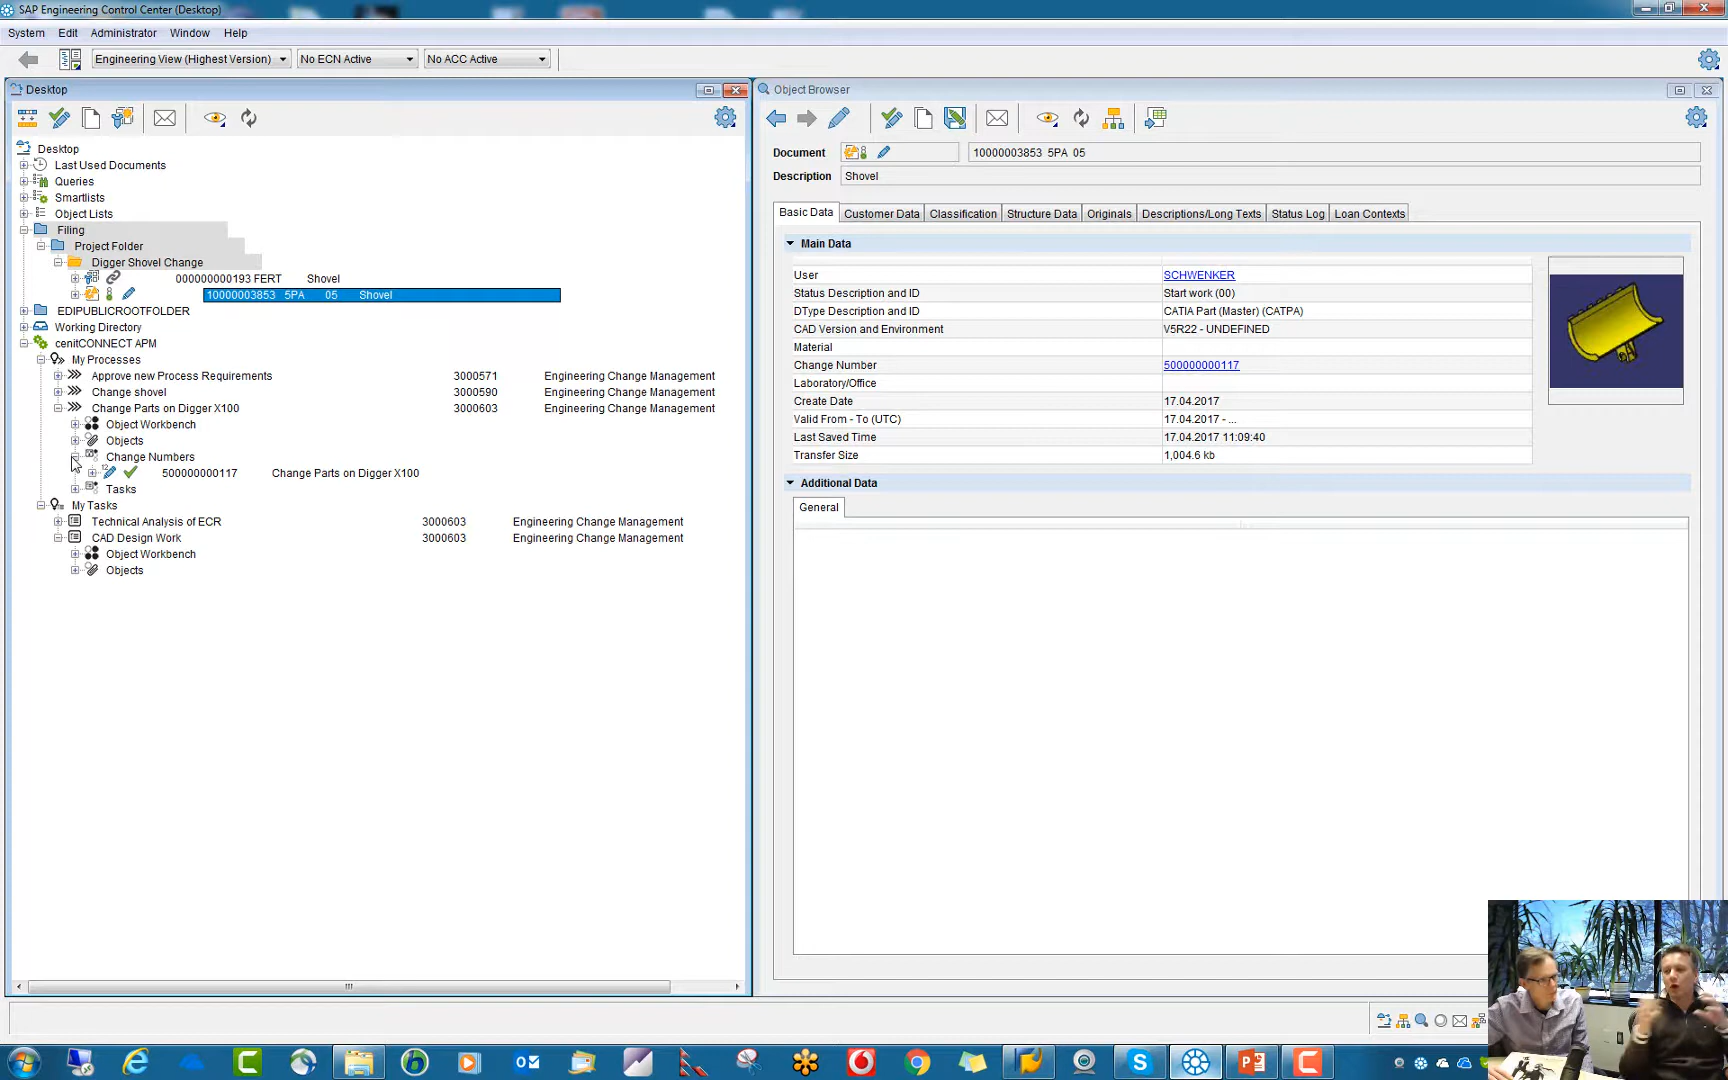 SAP Engineering Control Center (Desktop)
System Edit Administrator Window Help
Engineering View (Highest Version) No ECN Active No ACC Active
Desktop
Desktop
Last Used Documents
Queries
Smartlists
Object Lists
Filing
Project Folder
Digger Shovel Change
000000000193 FERT Shovel
10000003853 5PA 05 Shovel
EDIPUBLICROOTFOLDER
Working Directory
cenitCONNECT APM
My Processes
Approve new Process Requirements 3000571 Engineering Change Management
Change shovel 3000590 Engineering Change Management
Change Parts on Digger X100 3000603 Engineering Change Management
Object Workbench
Objects
Change Numbers
500000000117 Change Parts on Digger X100
Tasks
My Tasks
Technical Analysis of ECR 3000603 Engineering Change Management
CAD Design Work 3000603 Engineering Change Management
Object Workbench
Objects
Object Browser
Document 10000003853 5PA 05
Description Shovel
Basic Data Customer Data Classification Structure Data Originals Descriptions/Long Texts Status Log Loan Contexts
Main Data
User SCHWENKER
Status Description and ID Start work (00)
DType Description and ID CATIA Part (Master) (CATPA)
CAD Version and Environment V5R22 - UNDEFINED
Material
Change Number 500000000117
Laboratory/Office
Create Date 17.04.2017
Valid From - To (UTC) 17.04.2017 - ...
Last Saved Time 17.04.2017 11:09:40
Transfer Size 1,004.6 kb
Additional Data
General